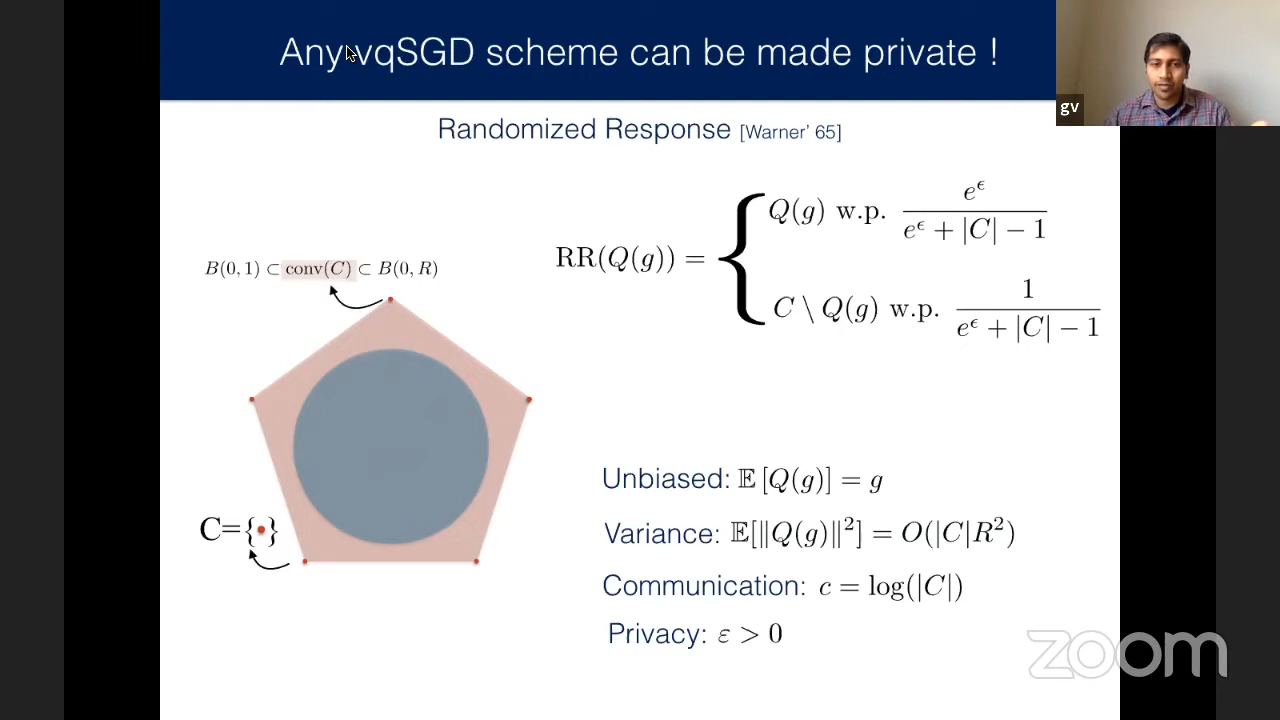 Any vqSGD scheme can be made private !
gv
Randomized Response [Warner' 65]
RR(Q(g)) = { Q(g) w.p. e^ϵ / (e^ϵ + |C| − 1)
C \ Q(g) w.p. 1 / (e^ϵ + |C| − 1)
B(0, 1) ⊂ conv(C) ⊂ B(0, R)
C={•}
Unbiased: 𝔼 [Q(g)] = g
Variance: 𝔼[‖Q(g)‖²] = O(|C|R²)
Communication: c = log(|C|)
Privacy: ε > 0
zoom